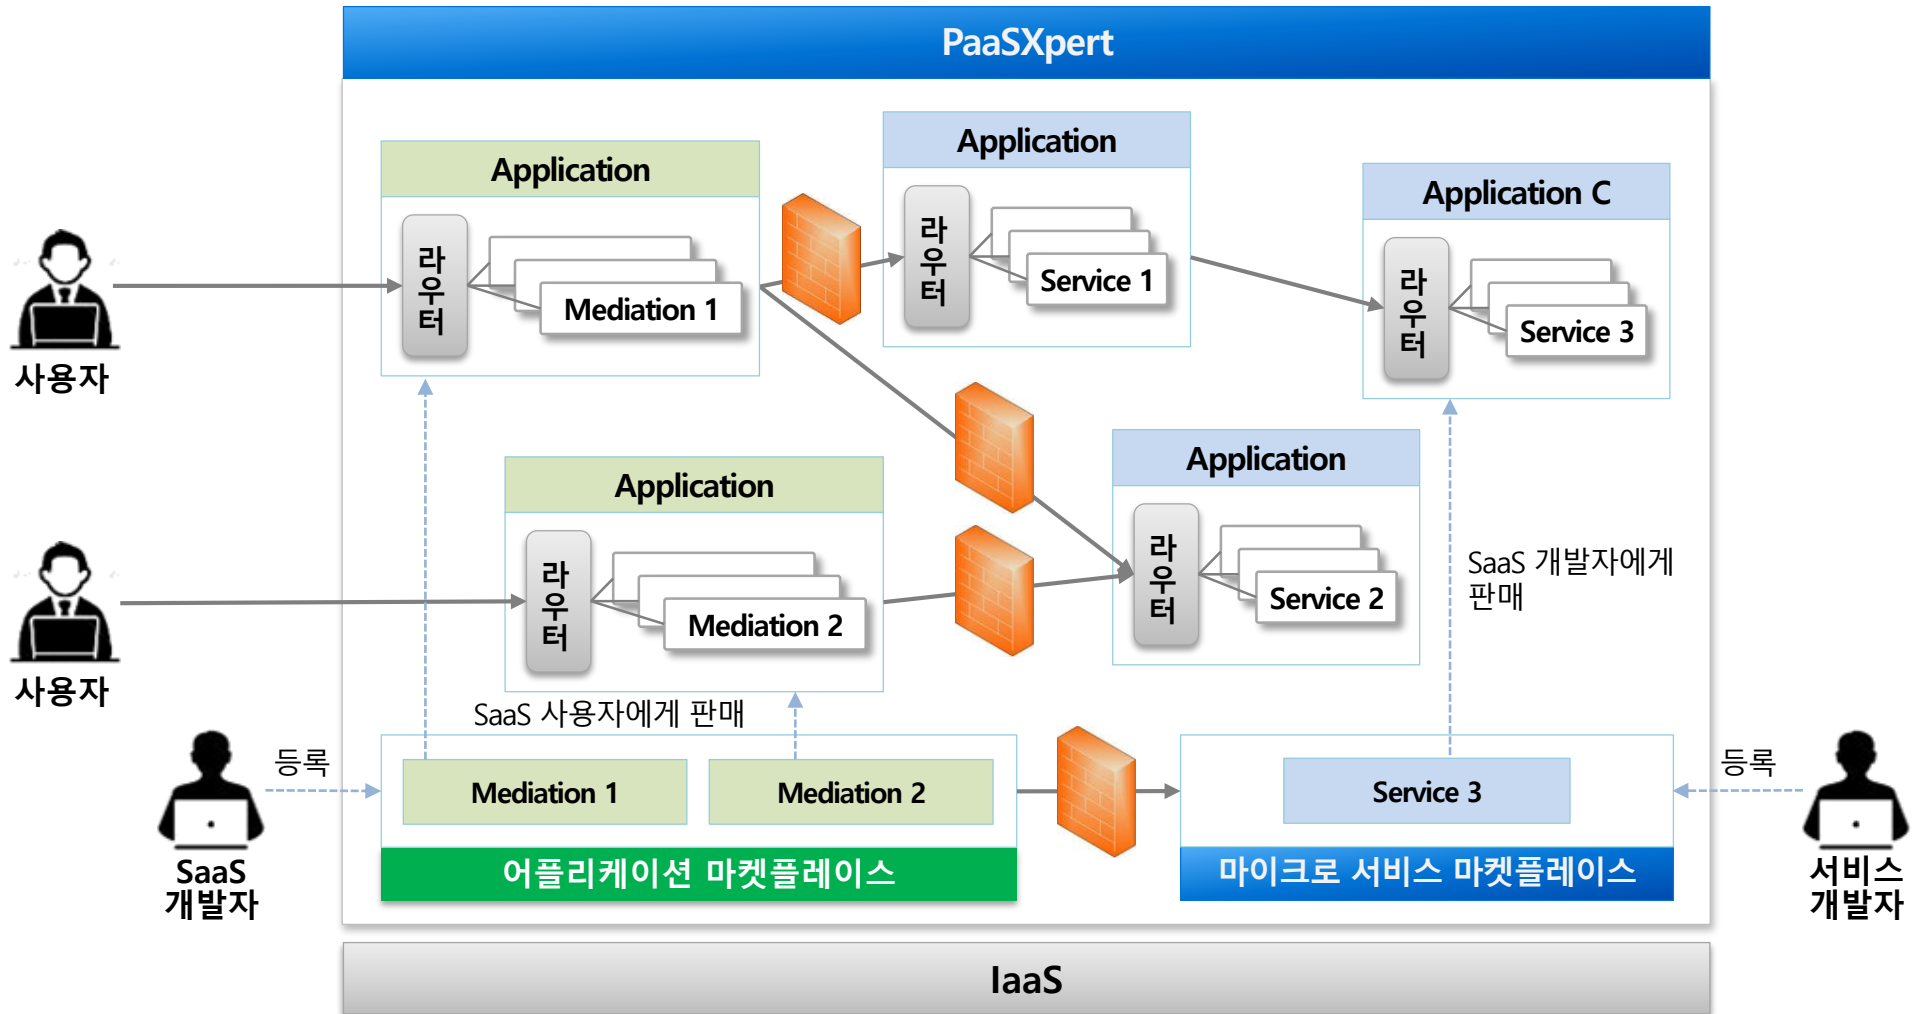 PaaSXpert
Application
라우터
Mediation 1
Application
라우터
Service 1
Application C
라우터
Service 3
사용자
Application
라우터
Mediation 2
Application
라우터
Service 2
SaaS 개발자에게
판매
사용자
SaaS 사용자에게 판매
등록
Mediation 1
Mediation 2
어플리케이션 마켓플레이스
Service 3
마이크로 서비스 마켓플레이스
등록
SaaS
개발자
서비스
개발자
IaaS